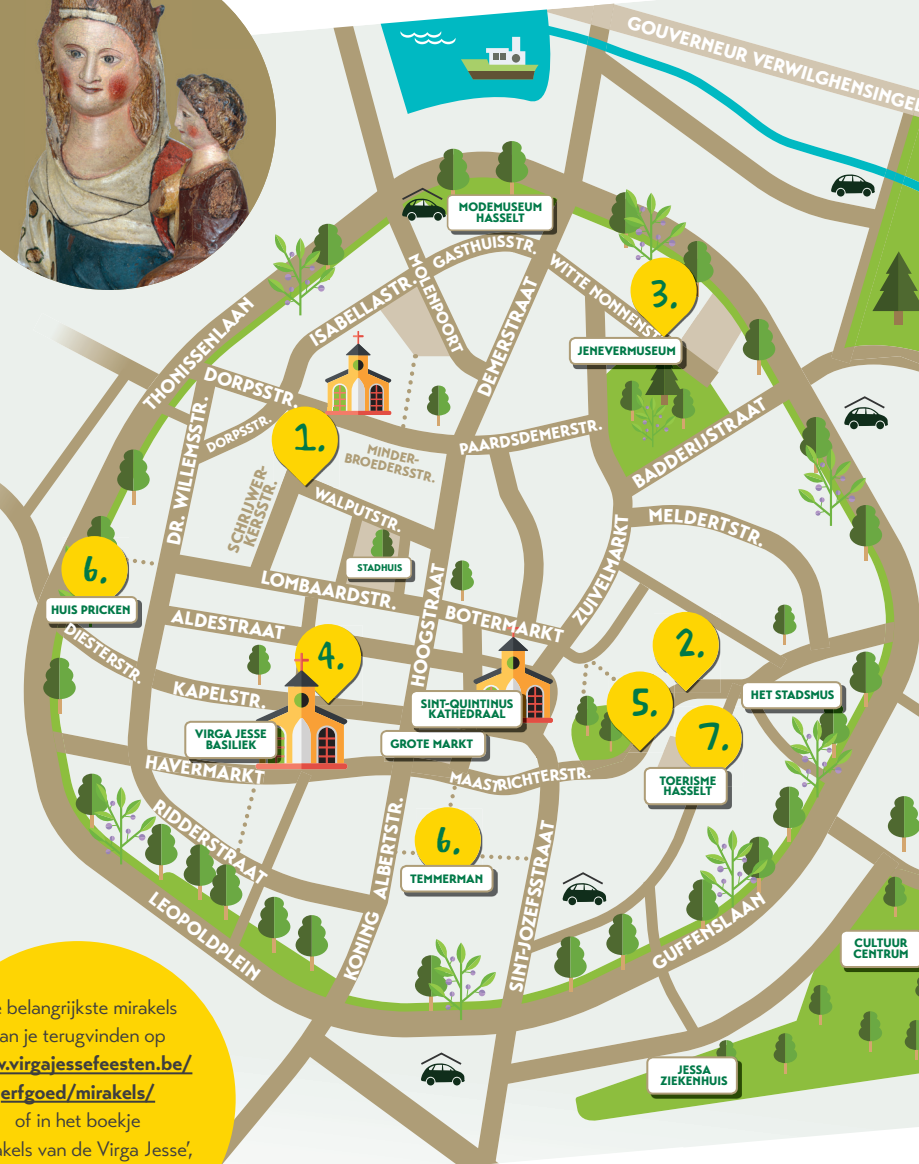 GOUVERNEUR VERWILGHENSINGEL
MODEMUSEUM
HASSELT
GASTHUISSTR.
MOLENPOORT
WITTE NONNENST
3.
ISABELLASTR.
DEMERSTRAAT
JENEVERMUSEUM
THONISSENLAAN
DORPSSTR.
DORPSSTR.
1.
MINDER-
BROEDERSSTR.
PAARDSDEMERSTR.
BADDERIJSTRAAT
DR. WILLEMSSTR.
SCHRIJWER-
KERSSTR.
WALPUTSTR.
MELDERTSTR.
STADHUIS
6.
HUIS PRICKEN
LOMBAARDSTR.
HOOGSTRAAT
BOTERMARKT
ZUIVELMARKT
ALDESTRAAT
DIESTERSTR.
4.
2.
KAPELSTR.
HET STADSMUS
SINT-QUINTINUS
KATHEDRAAL
5.
VIRGA JESSE
BASILIEK
GROTE MARKT
7.
HAVERMARKT
MAASTRICHTERSTR.
TOERISME
HASSELT
RIDDERSTRAAT
6.
TEMMERMAN
KONING ALBERTSTR.
SINT-JOZEFSSTRAAT
LEOPOLDPLEIN
GUFFENSLAAN
CULTUUR
CENTRUM
JESSA
ZIEKENHUIS
e belangrijkste mirakels
an je terugvinden op
w.virgajessefeesten.be/
erfgoed/mirakels/
of in het boekje
akels van de Virga Jesse',